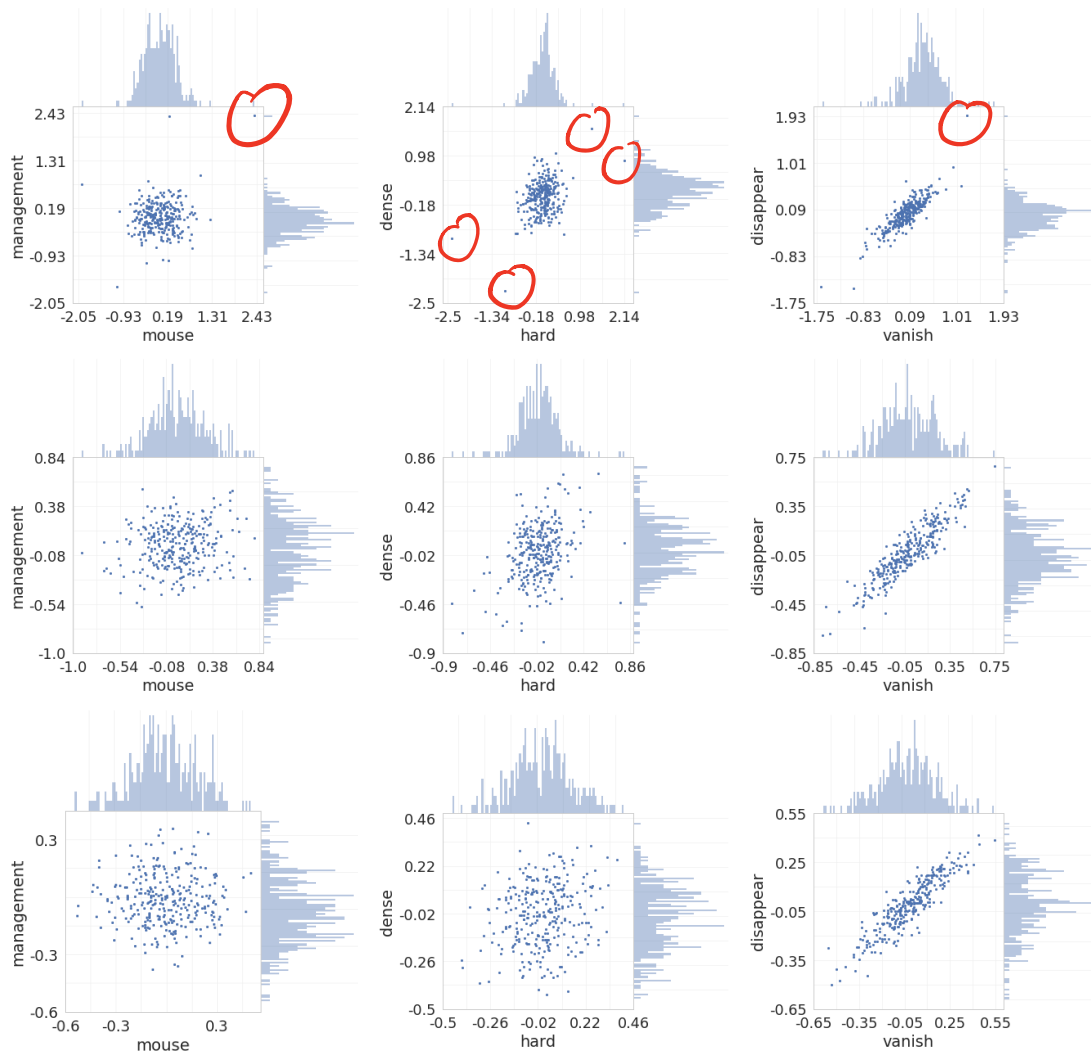 2.43
1.31
0.19
-0.93
-2.05
management
-2.05 -0.93 0.19 1.31 2.43
mouse
2.14
0.98
-0.18
-1.34
-2.5
dense
-2.5 -1.34 -0.18 0.98 2.14
hard
1.93
1.01
0.09
-0.83
-1.75
disappear
-1.75 -0.83 0.09 1.01 1.93
vanish
0.84
0.38
-0.08
-0.54
-1.0
management
-1.0 -0.54 -0.08 0.38 0.84
mouse
0.86
0.42
-0.02
-0.46
-0.9
dense
-0.9 -0.46 -0.02 0.42 0.86
hard
0.75
0.35
-0.05
-0.45
-0.85
disappear
-0.85 -0.45 -0.05 0.35 0.75
vanish
0.3
-0.3
-0.6
management
-0.6 -0.3 0.3
mouse
0.46
0.22
-0.02
-0.26
-0.5
dense
-0.5 -0.26 -0.02 0.22 0.46
hard
0.55
0.25
-0.05
-0.35
-0.65
disappear
-0.65 -0.35 -0.05 0.25 0.55
vanish